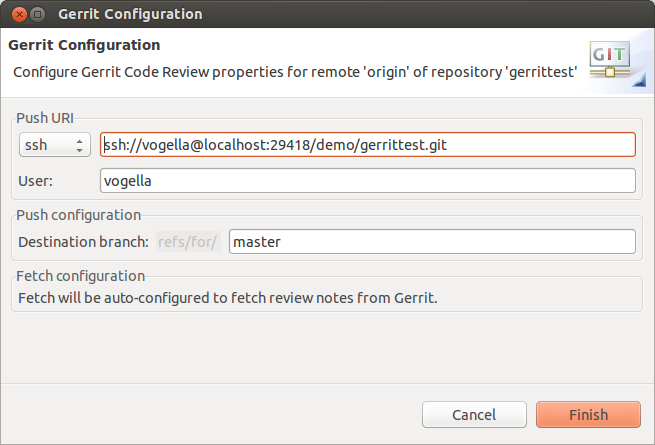 Gerrit Configuration
Gerrit Configuration
Configure Gerrit Code Review properties for remote 'origin' of repository 'gerrittest'
GIT
Push URI
ssh ssh://vogella@localhost:29418/demo/gerrittest.git
User: vogella
Push configuration
Destination branch: refs/for/ master
Fetch configuration
Fetch will be auto-configured to fetch review notes from Gerrit.
Cancel Finish